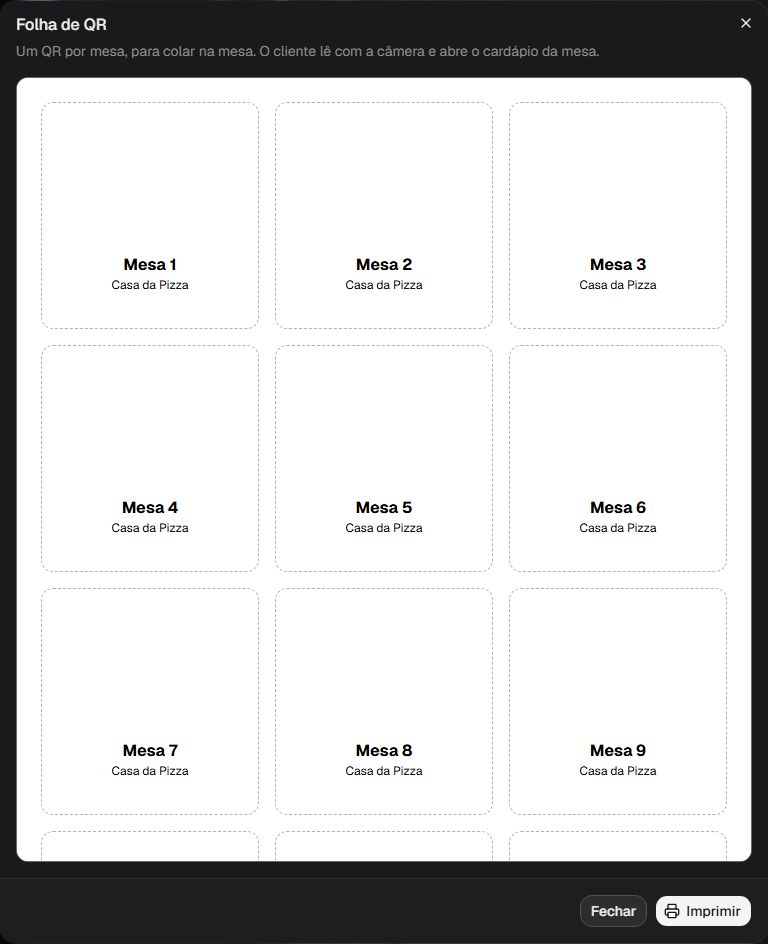 Folha de QR
Um QR por mesa, para colar na mesa. O cliente lê com a câmera e abre o cardápio da mesa.
Mesa 1
Casa da Pizza
Mesa 2
Casa da Pizza
Mesa 3
Casa da Pizza
Mesa 4
Casa da Pizza
Mesa 5
Casa da Pizza
Mesa 6
Casa da Pizza
Mesa 7
Casa da Pizza
Mesa 8
Casa da Pizza
Mesa 9
Casa da Pizza
Fechar
Imprimir